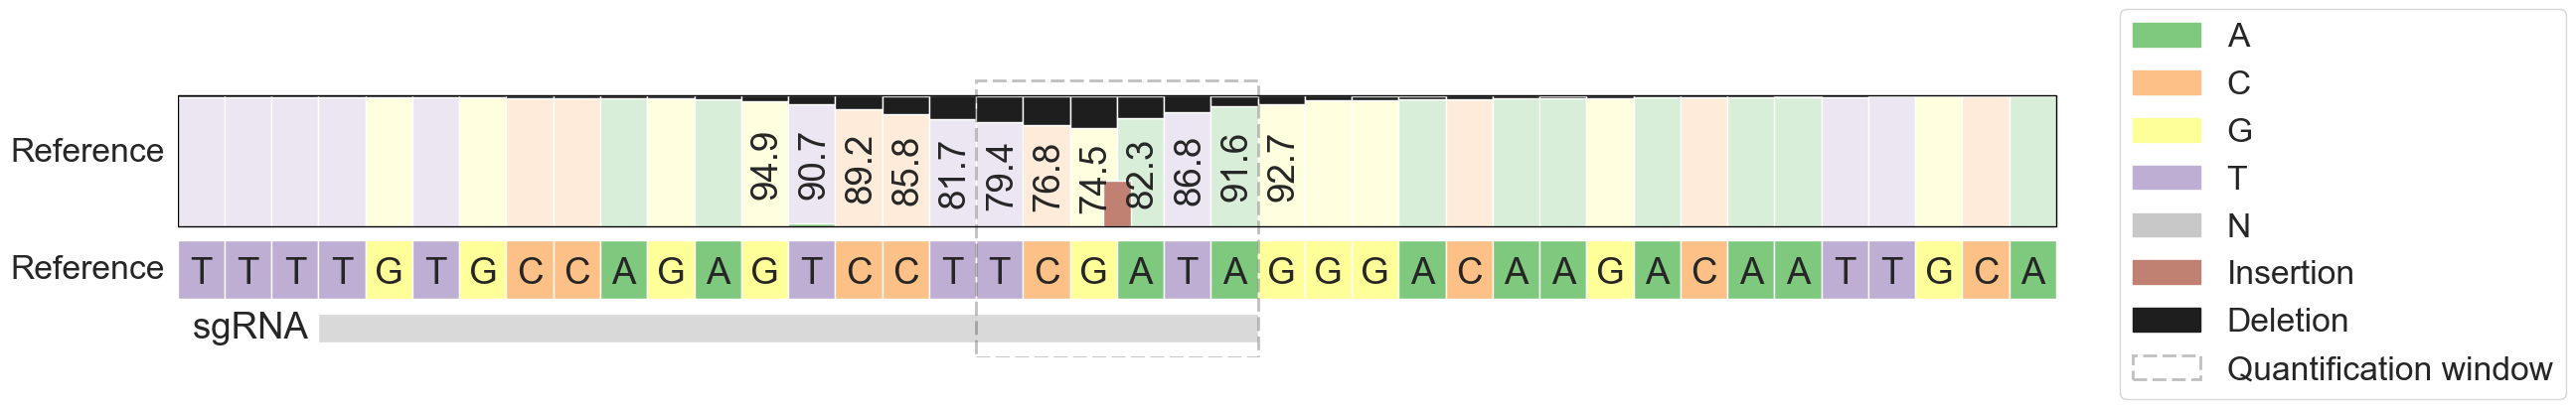 Reference
94.9 90.7 89.2 85.8 81.7 79.4 76.8 74.5 82.3 86.8 91.6 92.7
Reference T T T T G T G C C A G A G T C C T T C G A T A G G G A C A A G A C A A T T G C A
sgRNA
A
C
G
T
N
Insertion
Deletion
Quantification window